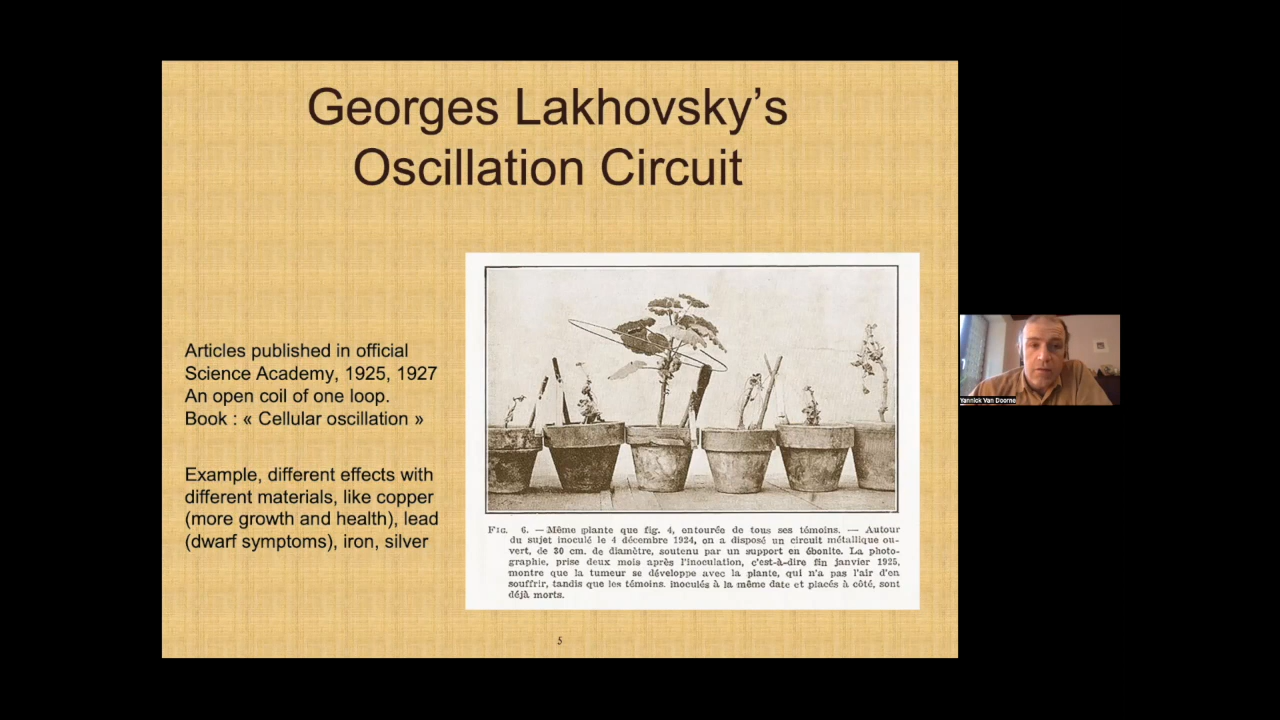 Georges Lakhovsky's
Oscillation Circuit
Articles published in official
Science Academy, 1925, 1927
An open coil of one loop.
Book : « Cellular oscillation »
Example, different effects with
different materials, like copper
(more growth and health), lead
(dwarf symptoms), iron, silver
FIG. 6. — Même plante que fig. 4, entourée de tous ses témoins. — Autour
du sujet inoculé le 4 décembre 1924, on a disposé un circuit métallique ou-
vert, de 30 cm. de diamètre, soutenu par un support en ébonite. La photo-
graphie, prise deux mois après l'inoculation, c'est-à-dire fin janvier 1925,
montre que la tumeur se développe avec la plante, qui n'a pas l'air d'en
souffrir, tandis que les témoins. inoculés à la même date et placés à côté, sont
déjà morts.
5
Yannick Van Doorne